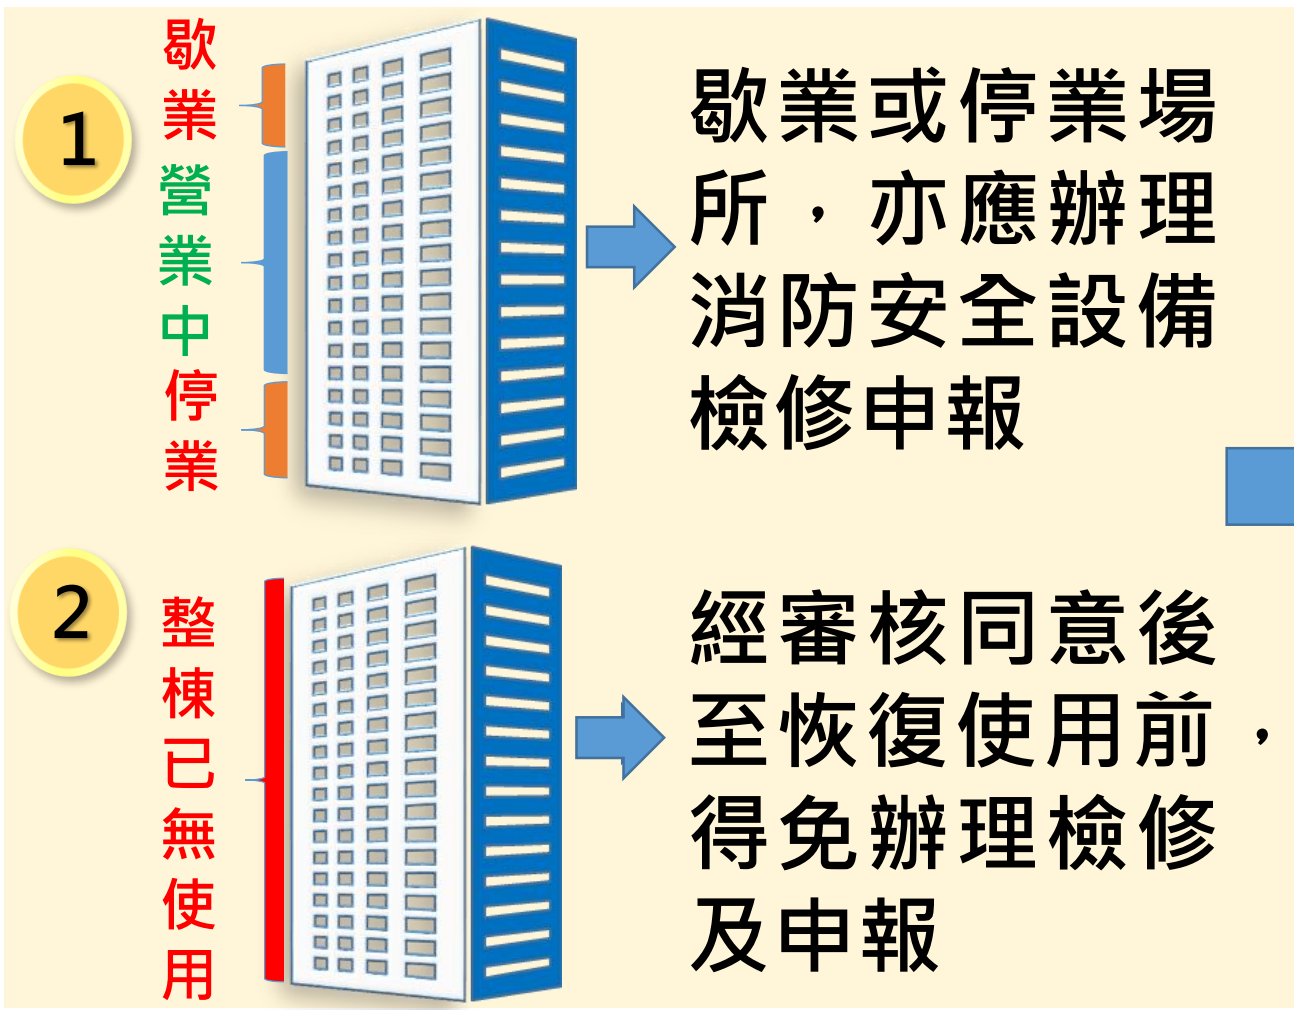 1
歇業
營業中
停業
歇業或停業場
所，亦應辦理
消防安全設備
檢修申報
2
整棟已無使用
經審核同意後
至恢復使用前，
得免辦理檢修
及申報